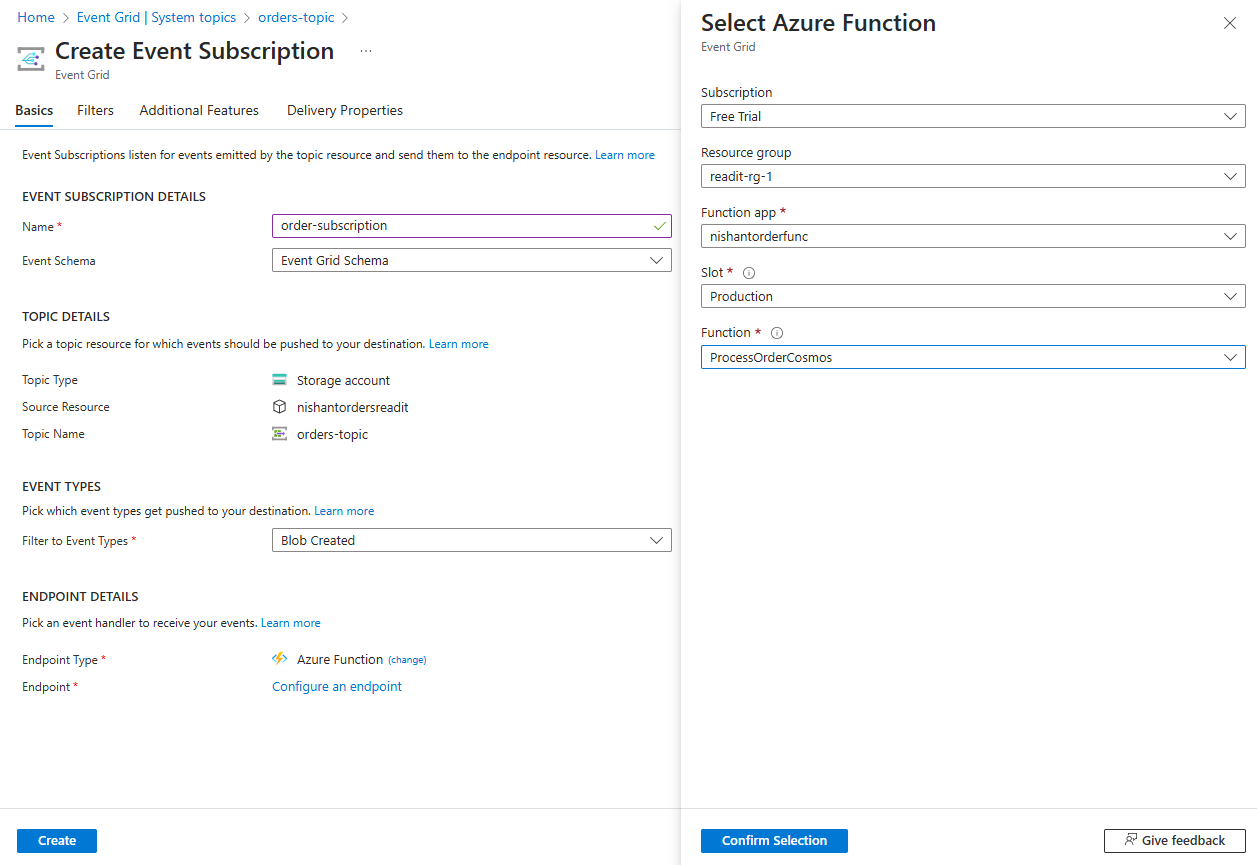 Home > Event Grid | System topics > orders-topic >
Create Event Subscription ...
Event Grid
Basics Filters Additional Features Delivery Properties
Event Subscriptions listen for events emitted by the topic resource and send them to the endpoint resource. Learn more
EVENT SUBSCRIPTION DETAILS
Name * order-subscription
Event Schema Event Grid Schema
TOPIC DETAILS
Pick a topic resource for which events should be pushed to your destination. Learn more
Topic Type Storage account
Source Resource nishantordersreadit
Topic Name orders-topic
EVENT TYPES
Pick which event types get pushed to your destination. Learn more
Filter to Event Types * Blob Created
ENDPOINT DETAILS
Pick an event handler to receive your events. Learn more
Endpoint Type * Azure Function (change)
Endpoint * Configure an endpoint
Create
Select Azure Function
Event Grid
Subscription
Free Trial
Resource group
readit-rg-1
Function app *
nishantorderfunc
Slot *
Production
Function *
ProcessOrderCosmos
Confirm Selection Give feedback